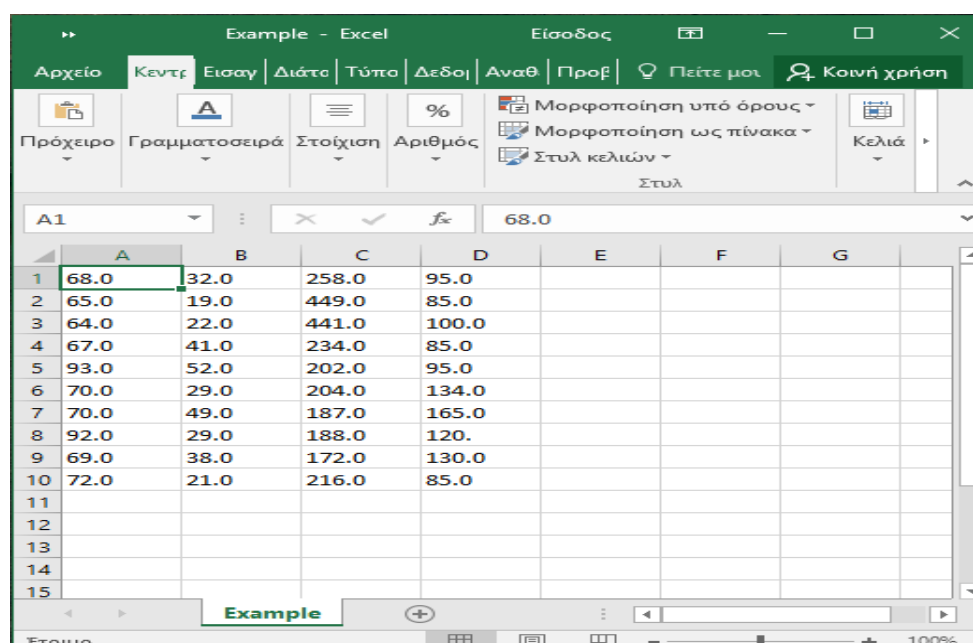 Example - Excel Είσοδος
Αρχείο Κεντρ Εισαγ Διάτα Τύπο Δεδο Αναθ Προβ Πείτε μου Κοινή χρήση
Πρόχειρο Γραμματοσειρά Στοίχιση % Αριθμός Μορφοποίηση υπό όρους Μορφοποίηση ως πίνακα Στυλ κελιών Κελιά
Στυλ
A1 fx 68.0
A B C D E F G
1 68.0 32.0 258.0 95.0
2 65.0 19.0 449.0 85.0
3 64.0 22.0 441.0 100.0
4 67.0 41.0 234.0 85.0
5 93.0 52.0 202.0 95.0
6 70.0 29.0 204.0 134.0
7 70.0 49.0 187.0 165.0
8 92.0 29.0 188.0 120.
9 69.0 38.0 172.0 130.0
10 72.0 21.0 216.0 85.0
11
12
13
14
15
Example
Έτοιμο 100%